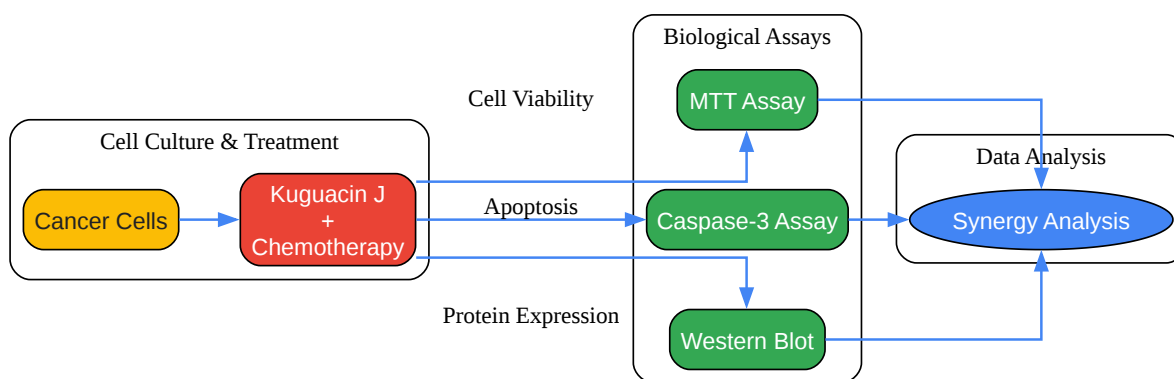 Biological Assays
Cell Viability
MTT Assay
Cell Culture & Treatment
Data Analysis
Cancer Cells
Kuguacin J
+
Chemotherapy
Apoptosis
Caspase-3 Assay
Synergy Analysis
Protein Expression
Western Blot